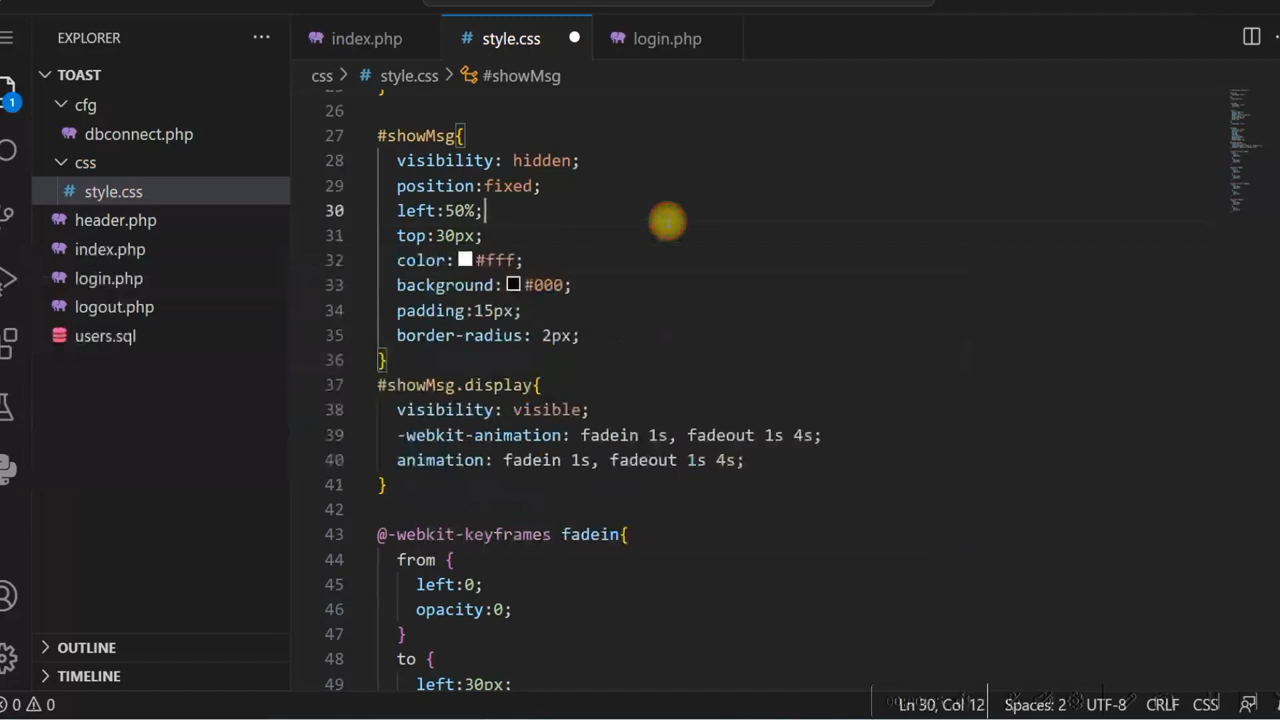 EXPLORER
TOAST
cfg
dbconnect.php
css
style.css
header.php
index.php
login.php
logout.php
users.sql
OUTLINE
TIMELINE
1
index.php
# style.css
login.php
css > # style.css > #showMsg
25 }
26
27 #showMsg{
28 visibility: hidden;
29 position:fixed;
30 left:50%;
31 top:30px;
32 color: #fff;
33 background: #000;
34 padding:15px;
35 border-radius: 2px;
36 }
37 #showMsg.display{
38 visibility: visible;
39 -webkit-animation: fadein 1s, fadeout 1s 4s;
40 animation: fadein 1s, fadeout 1s 4s;
41 }
42
43 @-webkit-keyframes fadein{
44 from {
45 left:0;
46 opacity:0;
47 }
48 to {
49 left:30px;
0 0 Ln 30, Col 12 Spaces: 2 UTF-8 CRLF CSS